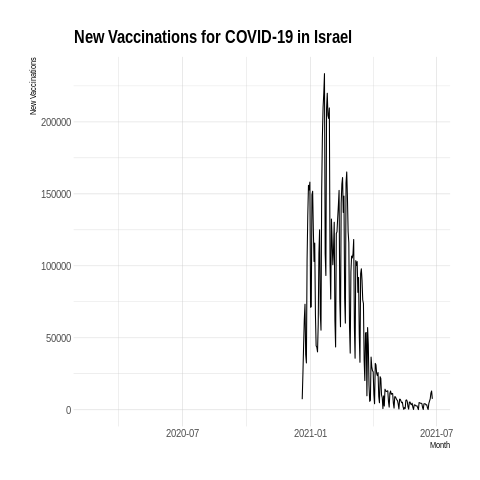 New Vaccinations for COVID-19 in Israel
New Vaccinations
200000
150000
100000
50000
0
2020-07
2021-01
2021-07
Month